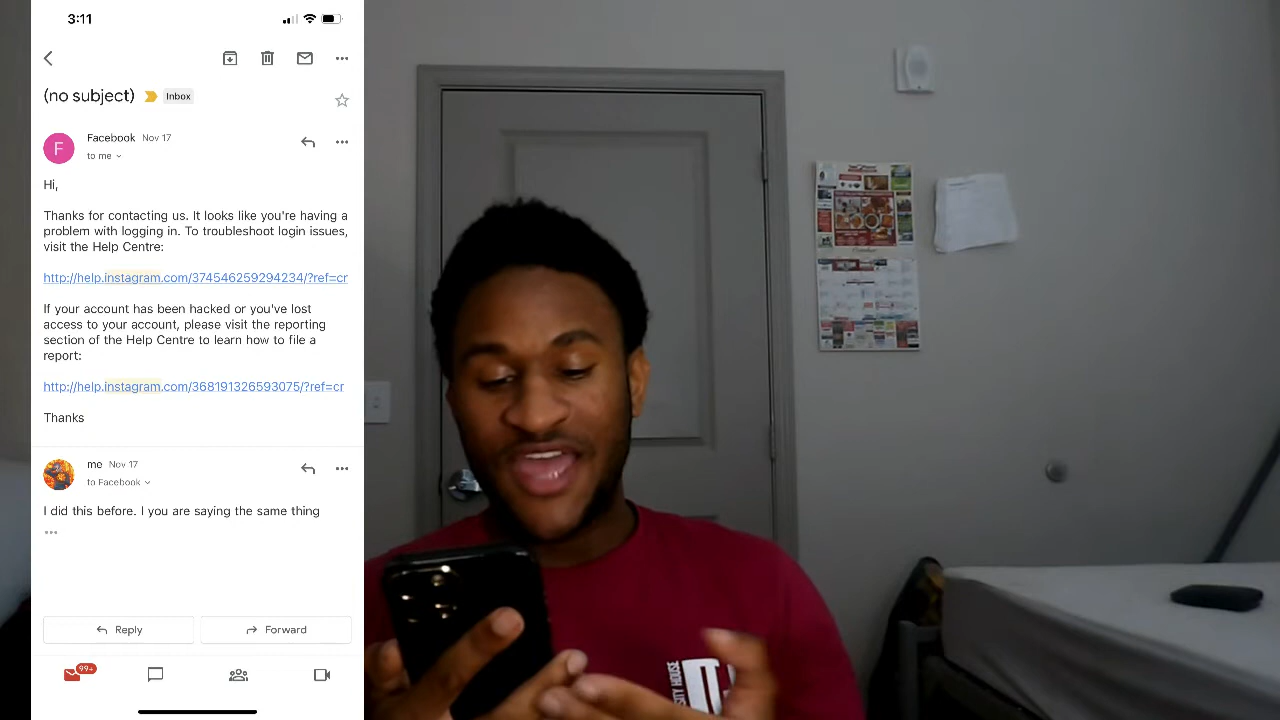 3:11
(no subject) Inbox
F
Facebook Nov 17
to me
Hi,
Thanks for contacting us. It looks like you're having a
problem with logging in. To troubleshoot login issues,
visit the Help Centre:
http://help.instagram.com/374546259294234/?ref=cr
If your account has been hacked or you've lost
access to your account, please visit the reporting
section of the Help Centre to learn how to file a
report:
http://help.instagram.com/368191326593075/?ref=cr
Thanks
me Nov 17
to Facebook
I did this before. I you are saying the same thing
Reply Forward
99+
SITY HOUSE